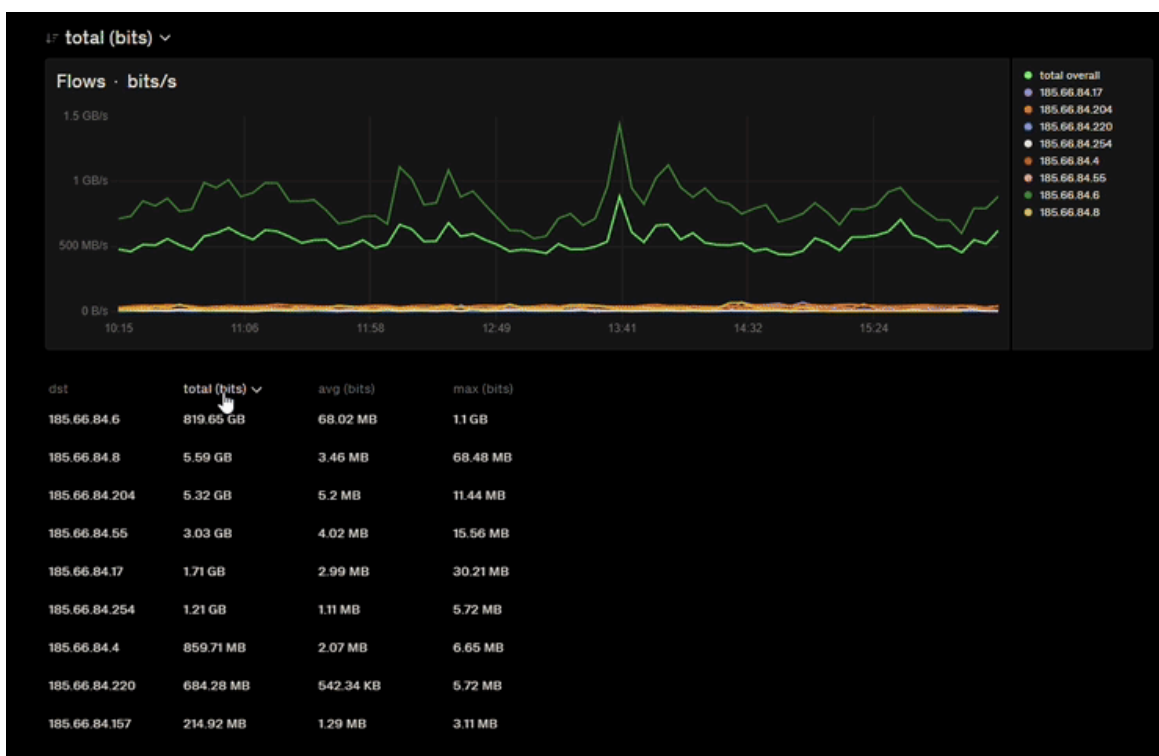 total (bits)
Flows · bits/s
1.5 GB/s
1 GB/s
500 MB/s
0 B/s
10:15 11:06 11:58 12:49 13:41 14:32 15:24
total overall
185.66.84.17
185.66.84.204
185.66.84.220
185.66.84.254
185.66.84.4
185.66.84.55
185.66.84.6
185.66.84.8
dst total (bits) avg (bits) max (bits)
185.66.84.6 819.65 GB 68.02 MB 1.1 GB
185.66.84.8 5.59 GB 3.46 MB 68.48 MB
185.66.84.204 5.32 GB 5.2 MB 11.44 MB
185.66.84.55 3.03 GB 4.02 MB 15.56 MB
185.66.84.17 1.71 GB 2.99 MB 30.21 MB
185.66.84.254 1.21 GB 1.11 MB 5.72 MB
185.66.84.4 859.71 MB 2.07 MB 6.65 MB
185.66.84.220 684.28 MB 542.34 KB 5.72 MB
185.66.84.157 214.92 MB 1.29 MB 3.11 MB